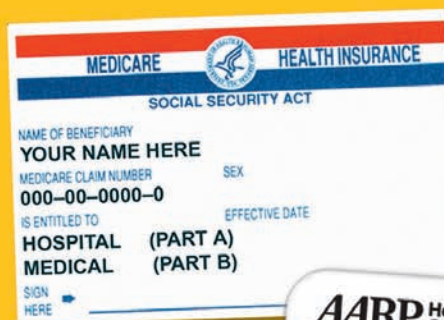 MEDICARE HEALTH INSURANCE
SOCIAL SECURITY ACT
NAME OF BENEFICIARY
YOUR NAME HERE
MEDICARE CLAIM NUMBER SEX
000–00–0000–0
IS ENTITLED TO EFFECTIVE DATE
HOSPITAL (PART A)
MEDICAL (PART B)
SIGN
HERE
AARP